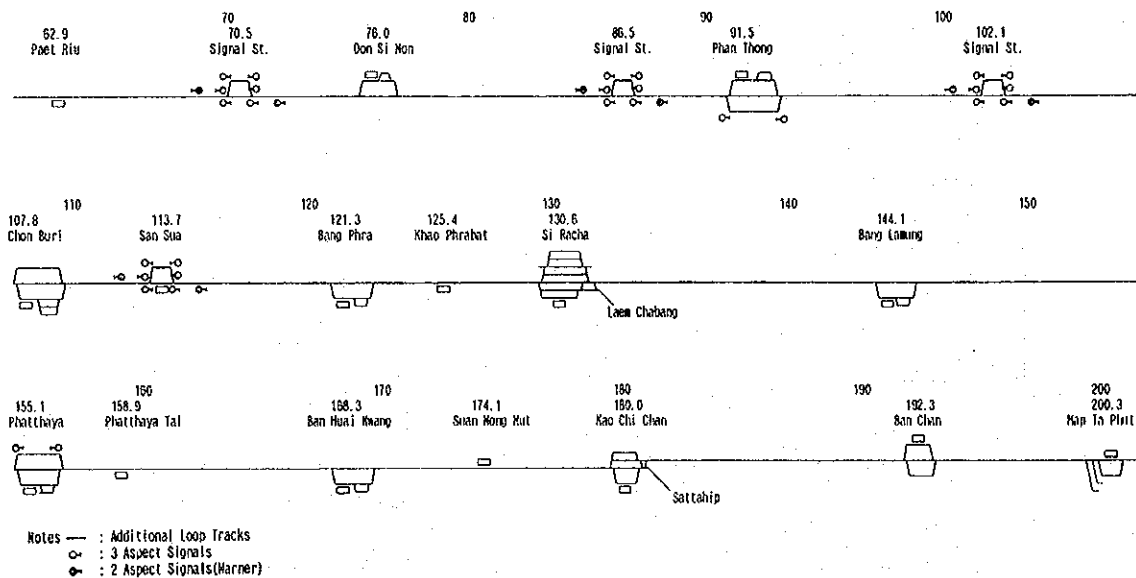 70 80 90 100
62.9 70.5 76.0 86.5 91.5 102.1
Paet Riu Signal St. Don Si Non Signal St. Phan Thong Signal St.
110 120 130 140 150
107.8 113.7 121.3 125.4 130.6 144.1
Chon Buri San Sua Bang Phra Khao Phrabat Si Racha Bang Lamung
Laem Chabang
160 170 180 190 200
155.1 158.9 168.3 174.1 180.0 192.3 200.3
Phatthaya Phatthaya Tai Ban Huai Kwang Suan Nong Nut Kao Chi Chan Ban Chan Map Ta Phut
Sattahip
Notes — : Additional Loop Tracks
: 3 Aspect Signals
: 2 Aspect Signals(Warner)